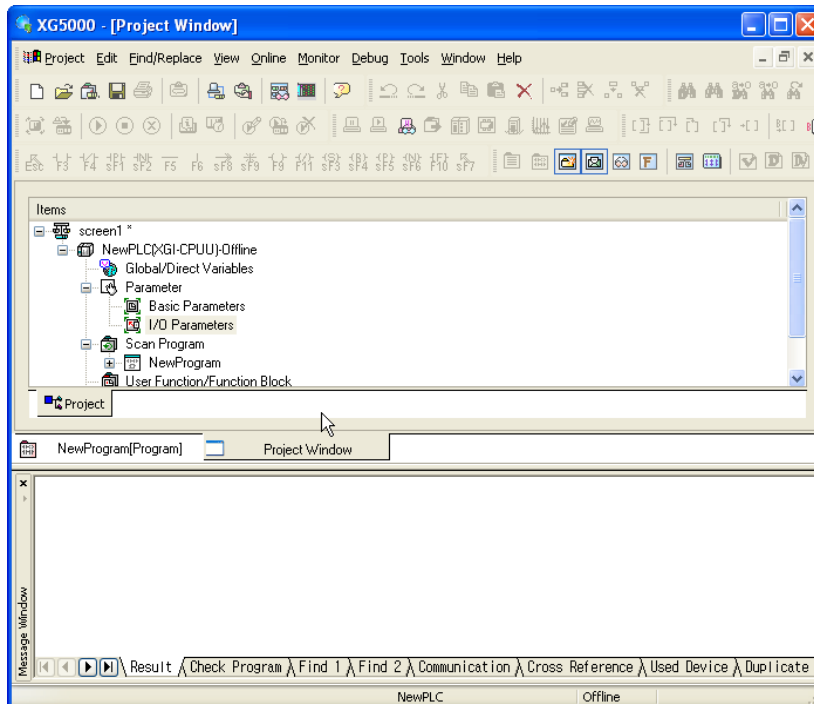 XG5000 - [Project Window]
Project Edit Find/Replace View Online Monitor Debug Tools Window Help
Esc F3 F4 sF1 sF2 F5 F6 sF8 sF9 F9 F11 sF3 sF4 sF5 sF6 F10 sF7
Items
screen1 *
NewPLC(XGI-CPUU)-Offline
Global/Direct Variables
Parameter
Basic Parameters
I/O Parameters
Scan Program
NewProgram
User Function/Function Block
Project
NewProgram[Program] Project Window
Message Window
Result Check Program Find 1 Find 2 Communication Cross Reference Used Device Duplicate
NewPLC Offline